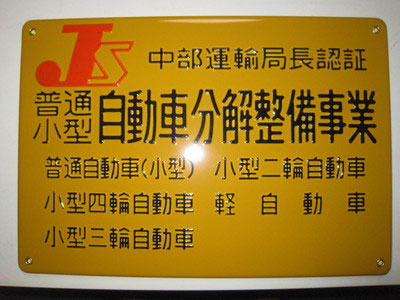 JS 中部運輸局長認証
普通
小型 自動車分解整備事業
普通自動車(小型) 小型二輪自動車
小型四輪自動車 軽自動車
小型三輪自動車